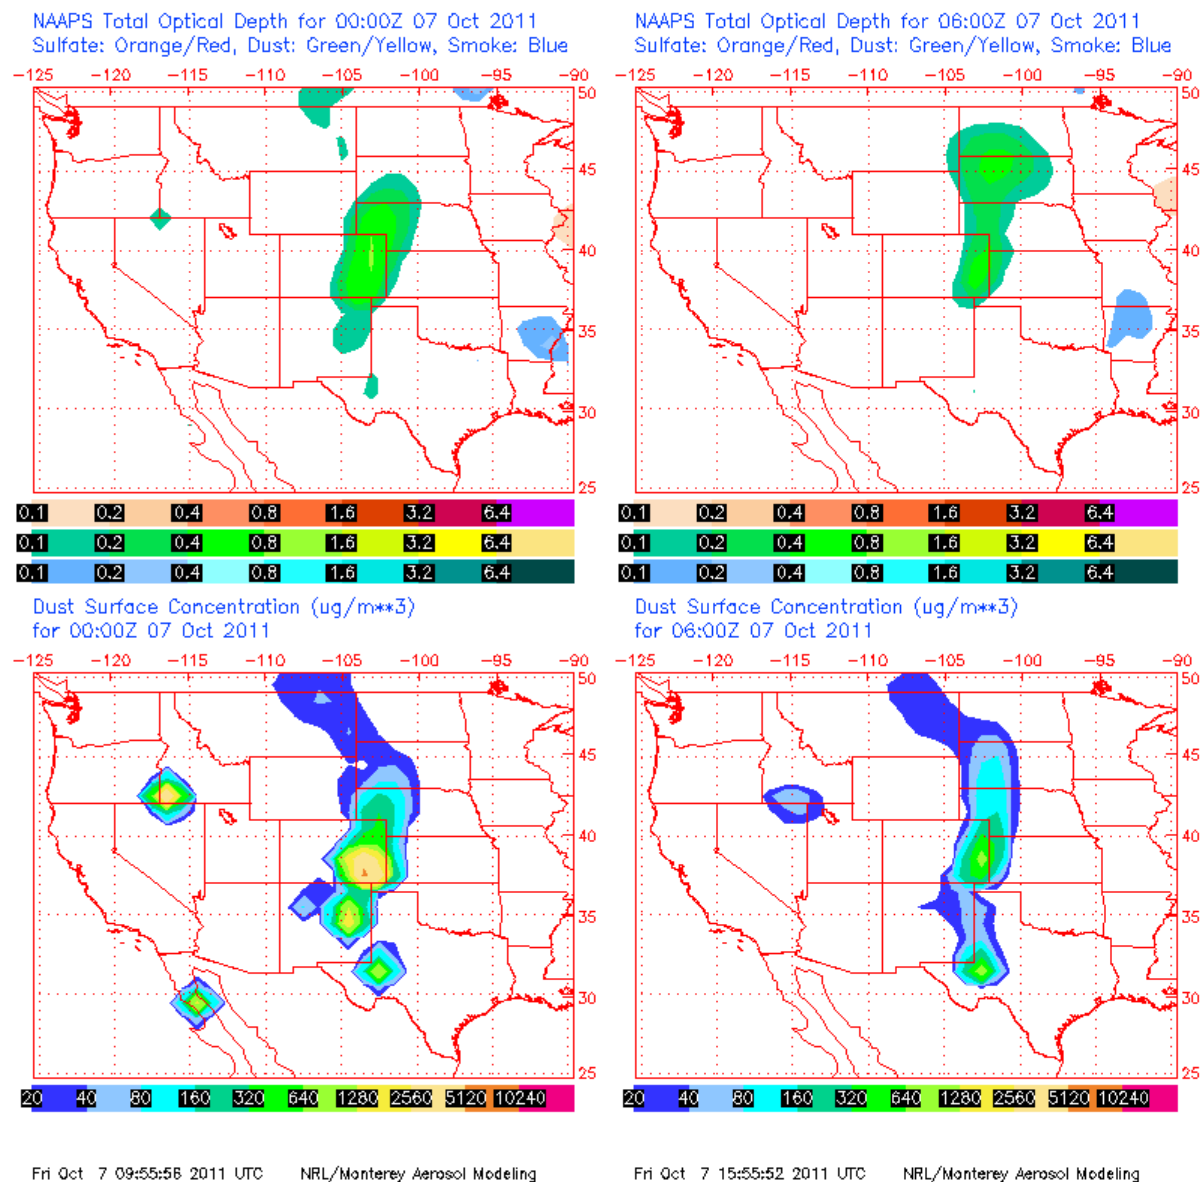 NAAPS Total Optical Depth for 00:00Z 07 Oct 2011
Sulfate: Orange/Red, Dust: Green/Yellow, Smoke: Blue
-125 -120 -115 -110 -105 -100 -95 -90
50
45
40
35
30
25
0.1 0.2 0.4 0.8 1.6 3.2 6.4
0.1 0.2 0.4 0.8 1.6 3.2 6.4
0.1 0.2 0.4 0.8 1.6 3.2 6.4
NAAPS Total Optical Depth for 06:00Z 07 Oct 2011
Sulfate: Orange/Red, Dust: Green/Yellow, Smoke: Blue
-125 -120 -115 -110 -105 -100 -95 -90
50
45
40
35
30
25
0.1 0.2 0.4 0.8 1.6 3.2 6.4
0.1 0.2 0.4 0.8 1.6 3.2 6.4
0.1 0.2 0.4 0.8 1.6 3.2 6.4
Dust Surface Concentration (ug/m**3)
for 00:00Z 07 Oct 2011
-125 -120 -115 -110 -105 -100 -95 -90
50
45
40
35
30
25
20 40 80 160 320 640 1280 2560 5120 10240
Fri Oct 7 09:55:56 2011 UTC NRL/Monterey Aerosol Modeling
Dust Surface Concentration (ug/m**3)
for 06:00Z 07 Oct 2011
-125 -120 -115 -110 -105 -100 -95 -90
50
45
40
35
30
25
20 40 80 160 320 640 1280 2560 5120 10240
Fri Oct 7 15:55:52 2011 UTC NRL/Monterey Aerosol Modeling